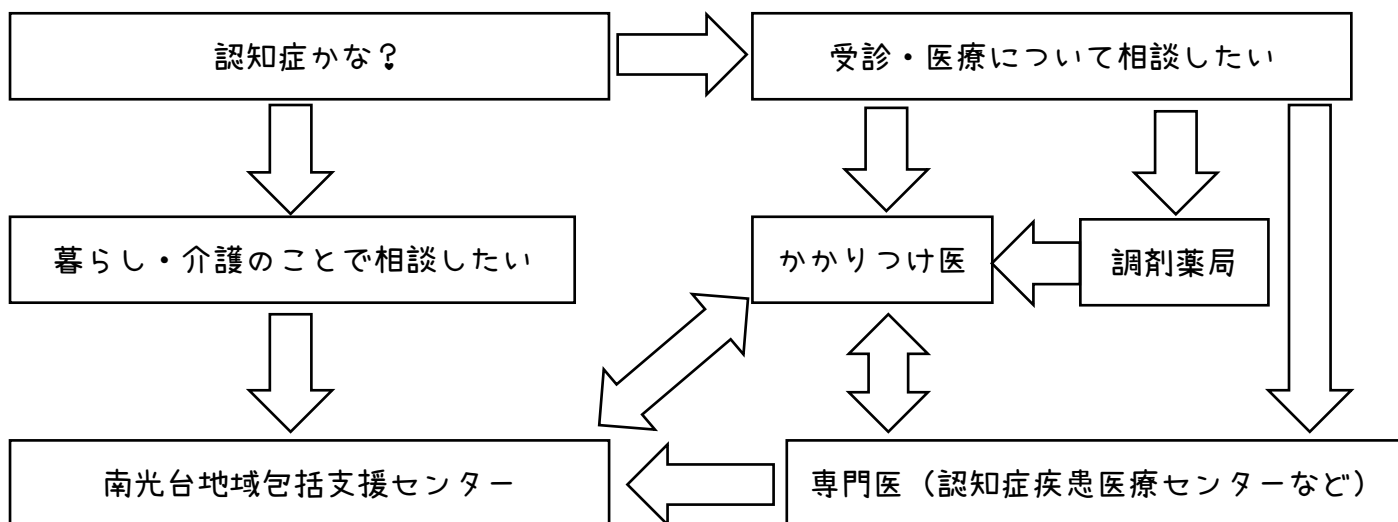 認知症かな？
受診・医療について相談したい
暮らし・介護のことで相談したい
かかりつけ医
調剤薬局
南光台地域包括支援センター
専門医（認知症疾患医療センターなど）